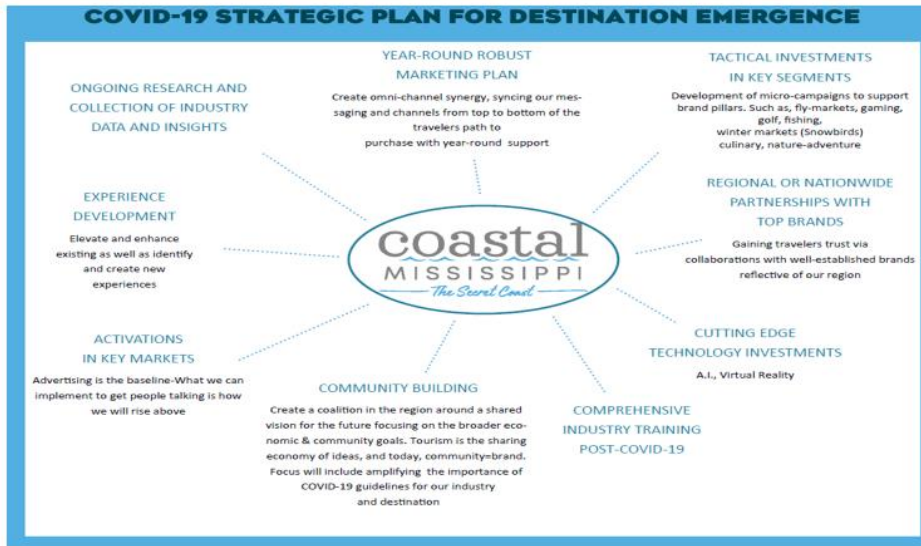 COVID-19 STRATEGIC PLAN FOR DESTINATION EMERGENCE
YEAR-ROUND ROBUST
MARKETING PLAN
Create omni-channel synergy, syncing our mes-
saging and channels from top to bottom of the
travelers path to
purchase with year-round support
TACTICAL INVESTMENTS
IN KEY SEGMENTS
Development of micro-campaigns to support
brand pillars. Such as, fly-markets, gaming,
golf, fishing,
winter markets (Snowbirds)
culinary, nature-adventure
ONGOING RESEARCH AND
COLLECTION OF INDUSTRY
DATA AND INSIGHTS
REGIONAL OR NATIONWIDE
PARTNERSHIPS WITH
TOP BRANDS
Gaining travelers trust via
collaborations with well-established brands
reflective of our region
EXPERIENCE
DEVELOPMENT
Elevate and enhance
existing as well as identify
and create new
experiences
coastal
MISSISSIPPI
The Secret Coast
CUTTING EDGE
TECHNOLOGY INVESTMENTS
A.I., Virtual Reality
ACTIVATIONS
IN KEY MARKETS
Advertising is the baseline-What we can
implement to get people talking is how
we will rise above
COMMUNITY BUILDING
Create a coalition in the region around a shared
vision for the future focusing on the broader eco-
nomic & community goals. Tourism is the sharing
economy of ideas, and today, community=brand.
Focus will include amplifying the importance of
COVID-19 guidelines for our industry
and destination
COMPREHENSIVE
INDUSTRY TRAINING
POST-COVID-19